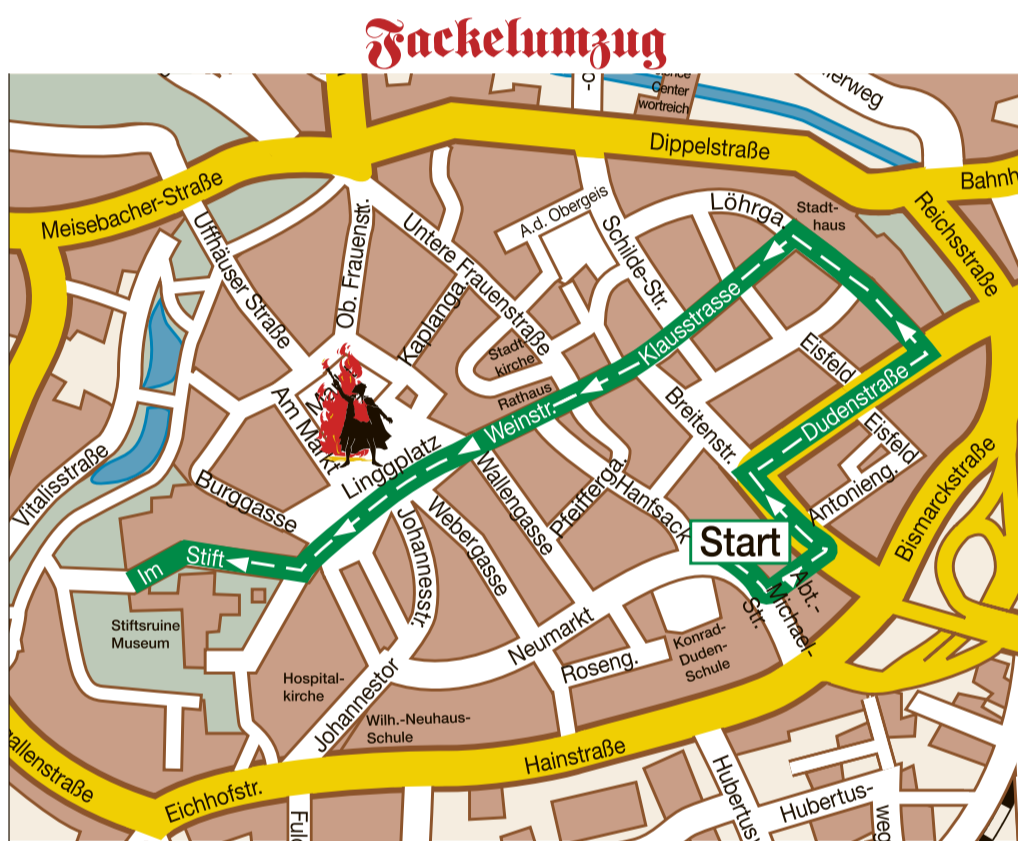 Fackelumzug
Center
wortreich
Dippelstraße
Meisebacher-Straße
Uffhäuser Straße
Ob. Frauenstr.
Untere Frauenstraße
A.d. Obergeis
Schilde-Str.
Löhrga.
Stadt-
haus
Reichsstraße
Kaplanga.
Klausstrasse
Stadt-
kirche
Rathaus
Eisfeld
Breitenstr.
Dudenstraße
Eisfeld
Am Markt
Weinstr.
Linggplatz
Antonieng.
Bismarckstraße
Vitalisstraße
Burggasse
Wallengasse
Pfeifferga.
Hanfsack
Webergasse
Johannesstr.
Start
Im
Stift
Abt.-
Michael-
Str.
Stiftsruine
Museum
Neumarkt
Roseng.
Konrad-
Duden-
Schule
Hospital-
kirche
Johannestor
Wilh.-Neuhaus-
Schule
Hainstraße
Eichhofstr.
Hubertus-
weg